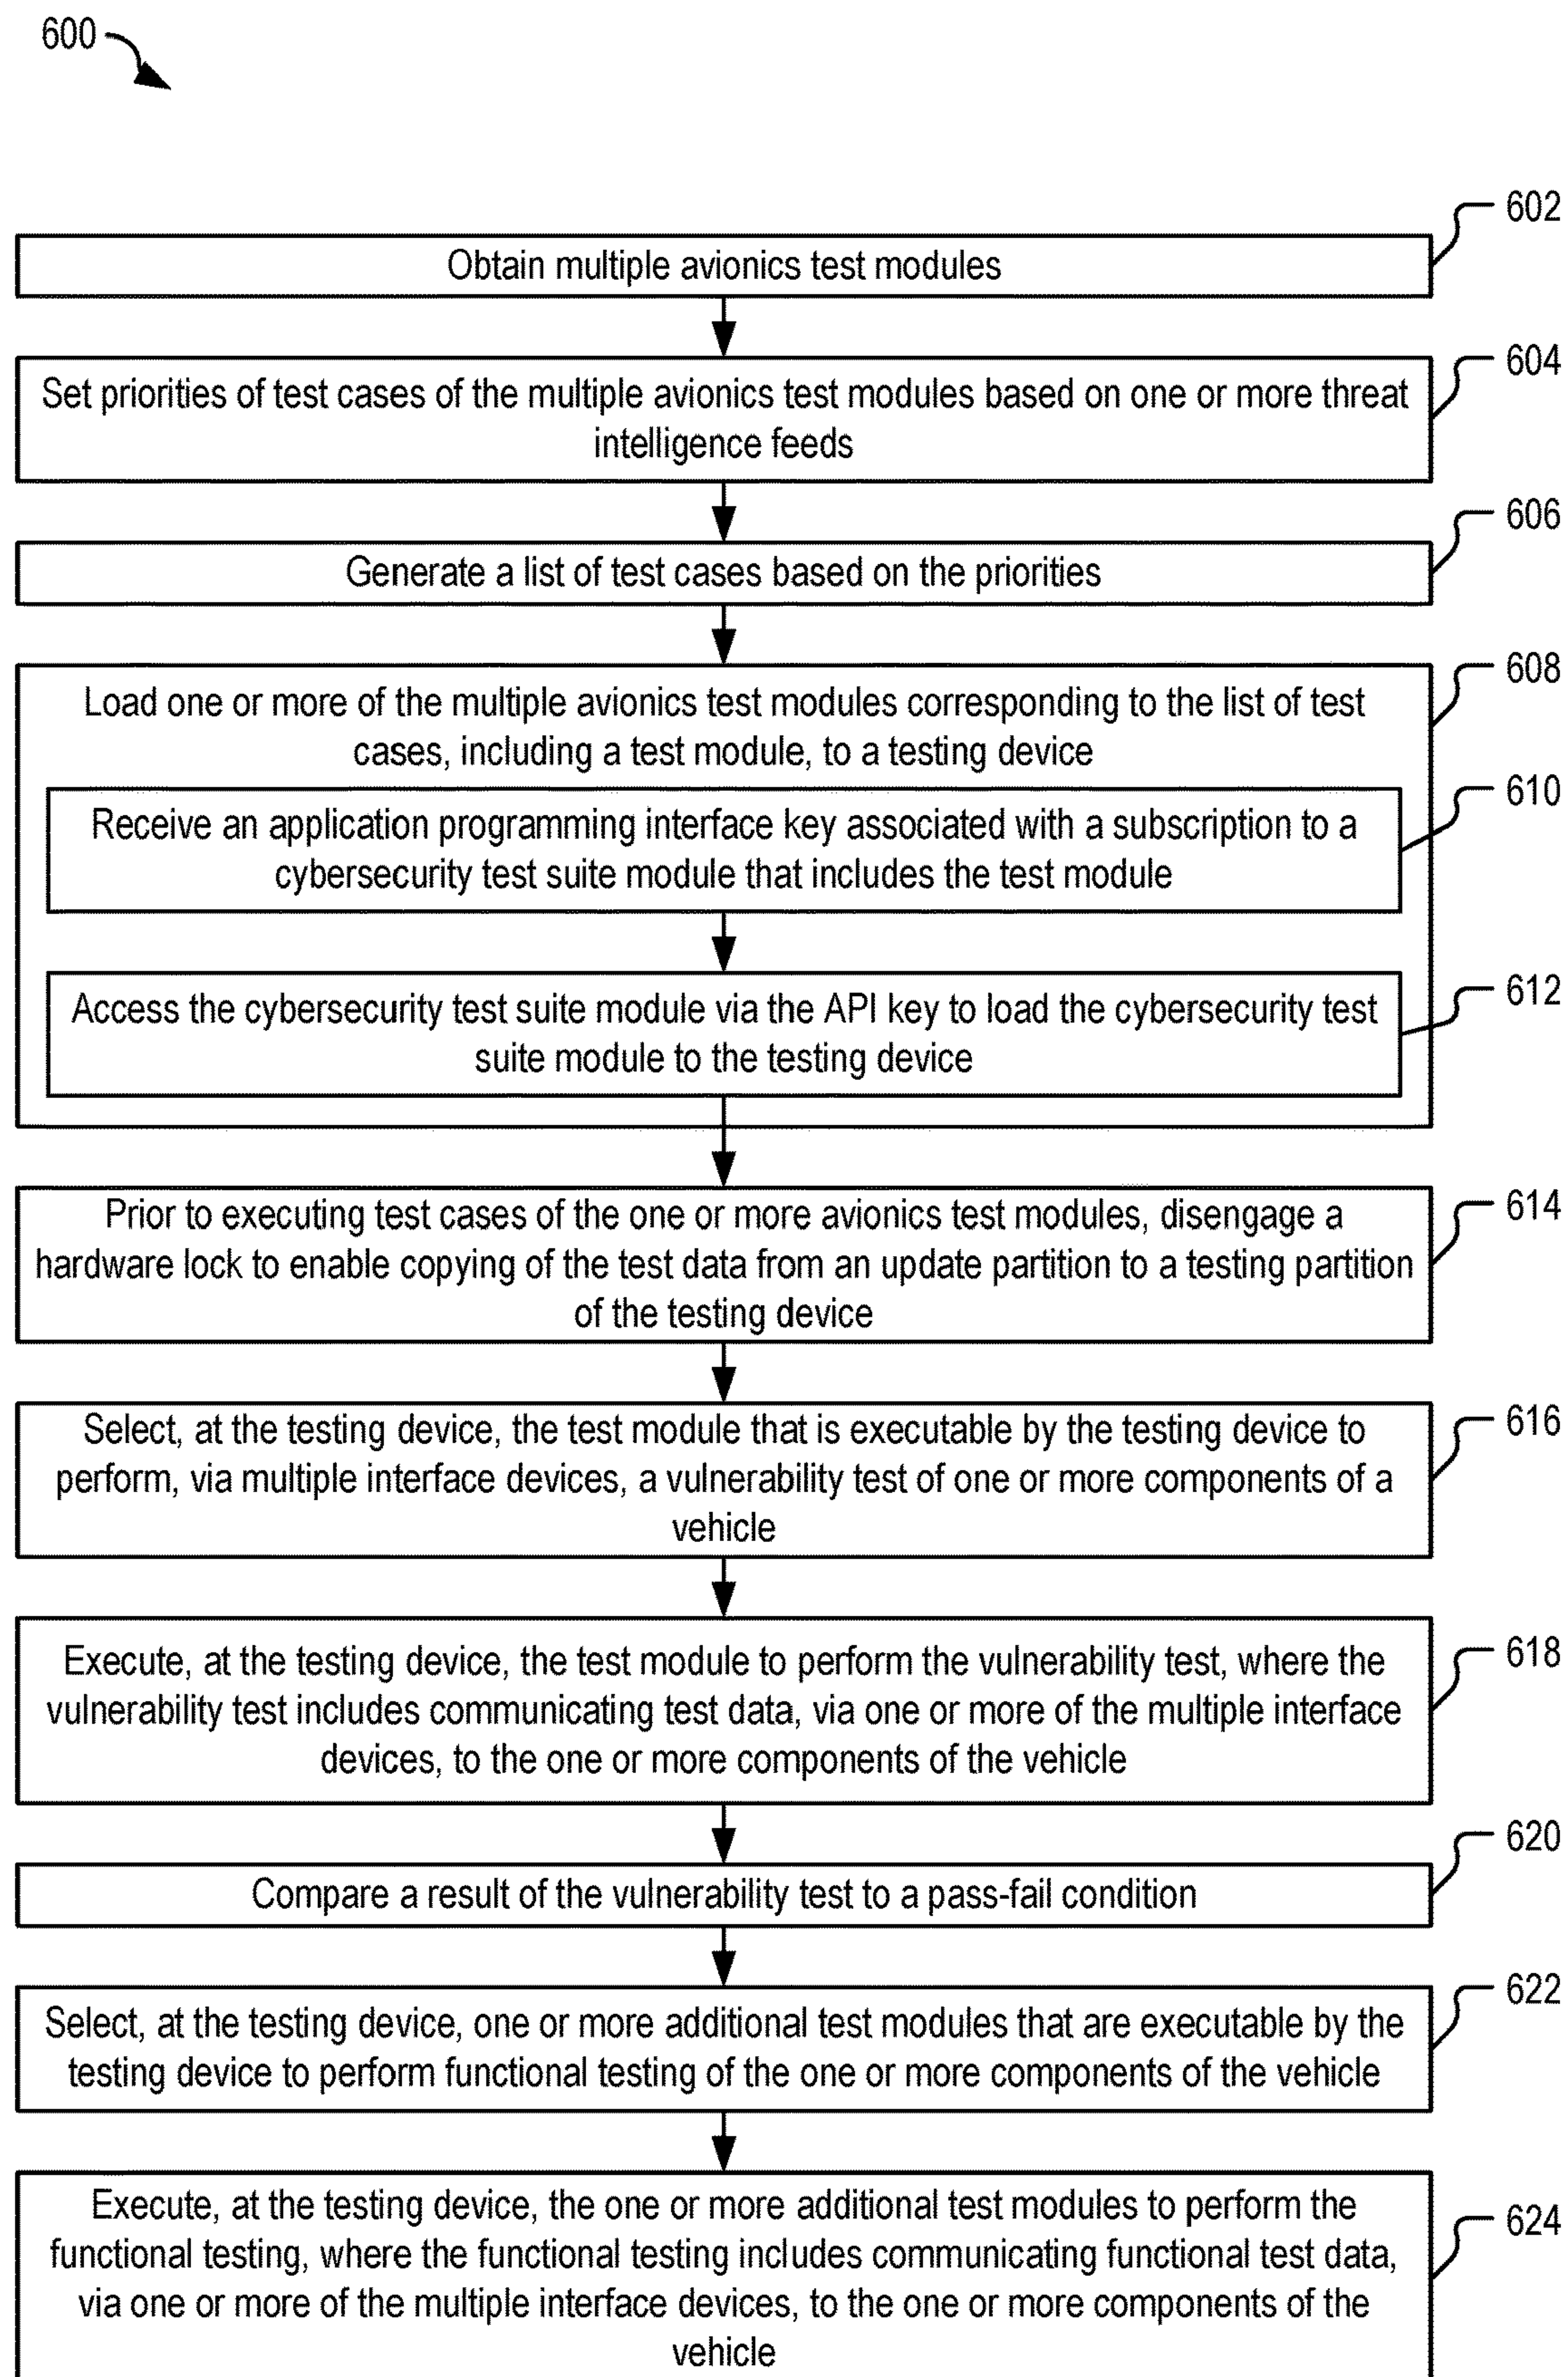 600
602
Obtain multiple avionics test modules
604
Set priorities of test cases of the multiple avionics test modules based on one or more threat
intelligence feeds
606
Generate a list of test cases based on the priorities
608
Load one or more of the multiple avionics test modules corresponding to the list of test
cases, including a test module, to a testing device
610
Receive an application programming interface key associated with a subscription to a
cybersecurity test suite module that includes the test module
612
Access the cybersecurity test suite module via the API key to load the cybersecurity test
suite module to the testing device
614
Prior to executing test cases of the one or more avionics test modules, disengage a
hardware lock to enable copying of the test data from an update partition to a testing partition
of the testing device
616
Select, at the testing device, the test module that is executable by the testing device to
perform, via multiple interface devices, a vulnerability test of one or more components of a
vehicle
618
Execute, at the testing device, the test module to perform the vulnerability test, where the
vulnerability test includes communicating test data, via one or more of the multiple interface
devices, to the one or more components of the vehicle
620
Compare a result of the vulnerability test to a pass-fail condition
622
Select, at the testing device, one or more additional test modules that are executable by the
testing device to perform functional testing of the one or more components of the vehicle
624
Execute, at the testing device, the one or more additional test modules to perform the
functional testing, where the functional testing includes communicating functional test data,
via one or more of the multiple interface devices, to the one or more components of the
vehicle